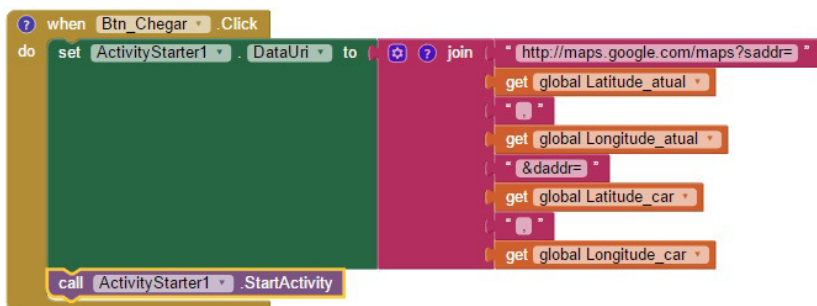 ? when Btn_Chegar .Click
do set ActivityStarter1 . DataUri to ? join " http://maps.google.com/maps?saddr= "
get global Latitude_atual
" , "
get global Longitude_atual
" &daddr= "
get global Latitude_car
" , "
get global Longitude_car
call ActivityStarter1 .StartActivity